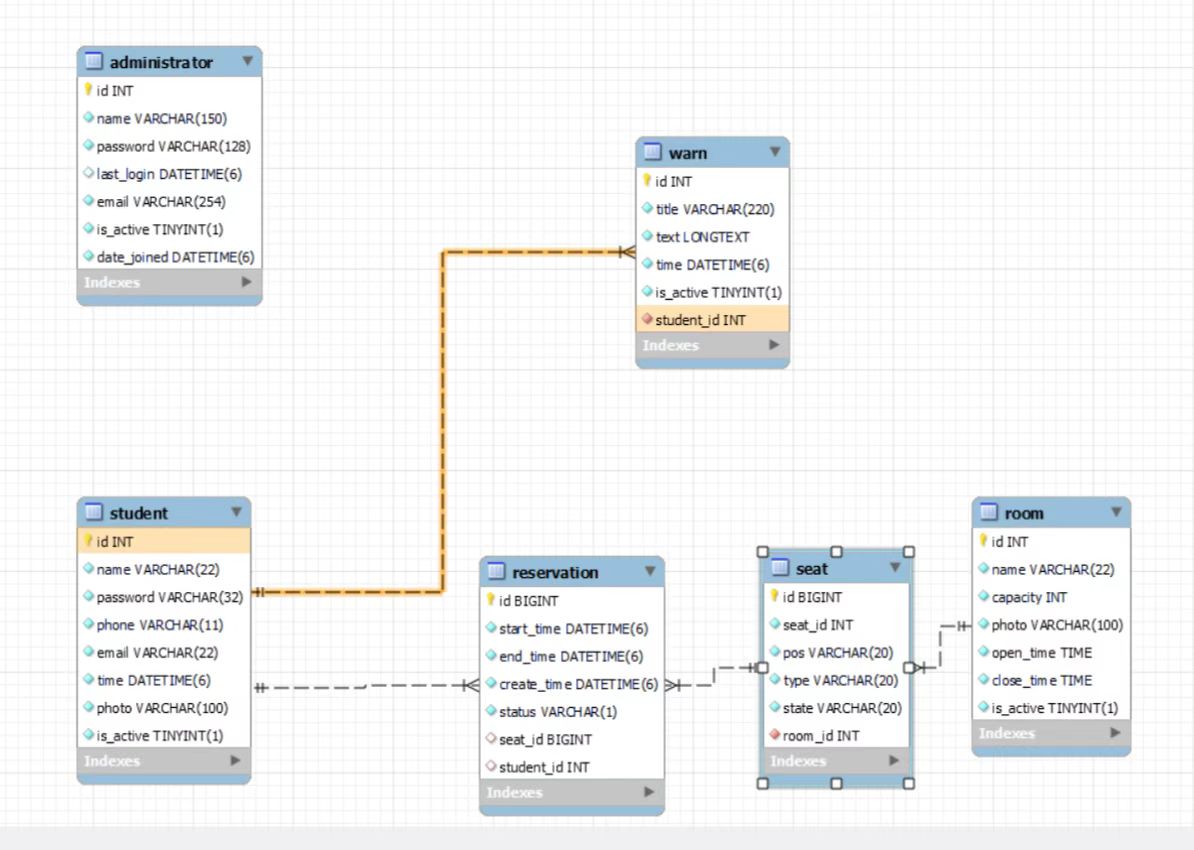 administrator
id INT
name VARCHAR(150)
password VARCHAR(128)
last_login DATETIME(6)
email VARCHAR(254)
is_active TINYINT(1)
date_joined DATETIME(6)
Indexes
warn
id INT
title VARCHAR(220)
text LONGTEXT
time DATETIME(6)
is_active TINYINT(1)
student_id INT
Indexes
student
id INT
name VARCHAR(22)
password VARCHAR(32)
phone VARCHAR(11)
email VARCHAR(22)
time DATETIME(6)
photo VARCHAR(100)
is_active TINYINT(1)
Indexes
reservation
id BIGINT
start_time DATETIME(6)
end_time DATETIME(6)
create_time DATETIME(6)
status VARCHAR(1)
seat_id BIGINT
student_id INT
Indexes
seat
id BIGINT
seat_id INT
pos VARCHAR(20)
type VARCHAR(20)
state VARCHAR(20)
room_id INT
Indexes
room
id INT
name VARCHAR(22)
capacity INT
photo VARCHAR(100)
open_time TIME
close_time TIME
is_active TINYINT(1)
Indexes